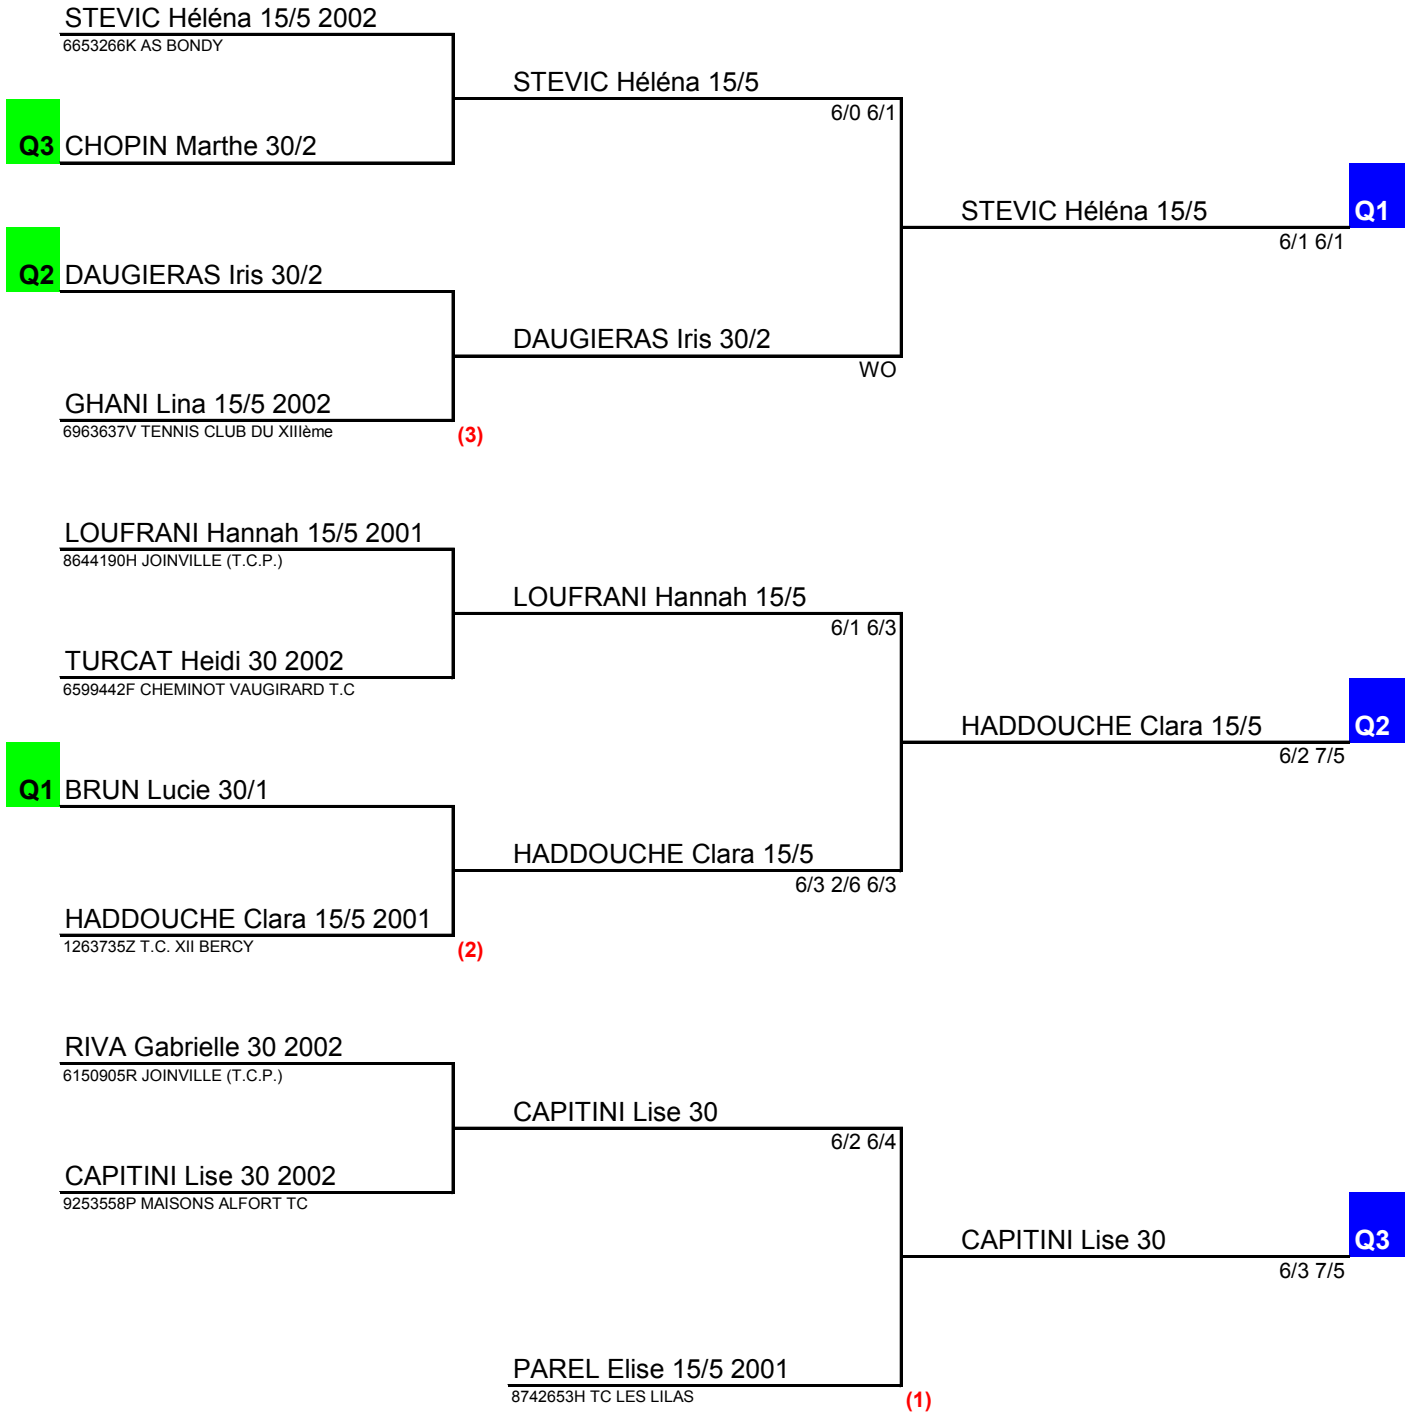 STEVIC Héléna 15/5 2002
6653266K AS BONDY
STEVIC Héléna 15/5
6/0 6/1
Q3 CHOPIN Marthe 30/2
STEVIC Héléna 15/5 Q1
6/1 6/1
Q2 DAUGIERAS Iris 30/2
DAUGIERAS Iris 30/2
WO
GHANI Lina 15/5 2002
6963637V TENNIS CLUB DU XIIIème (3)
LOUFRANI Hannah 15/5 2001
8644190H JOINVILLE (T.C.P.)
LOUFRANI Hannah 15/5
6/1 6/3
TURCAT Heidi 30 2002
6599442F CHEMINOT VAUGIRARD T.C
HADDOUCHE Clara 15/5 Q2
6/2 7/5
Q1 BRUN Lucie 30/1
HADDOUCHE Clara 15/5
6/3 2/6 6/3
HADDOUCHE Clara 15/5 2001
1263735Z T.C. XII BERCY (2)
RIVA Gabrielle 30 2002
6150905R JOINVILLE (T.C.P.)
CAPITINI Lise 30
6/2 6/4
CAPITINI Lise 30 2002
9253558P MAISONS ALFORT TC
CAPITINI Lise 30 Q3
6/3 7/5
PAREL Elise 15/5 2001
8742653H TC LES LILAS (1)